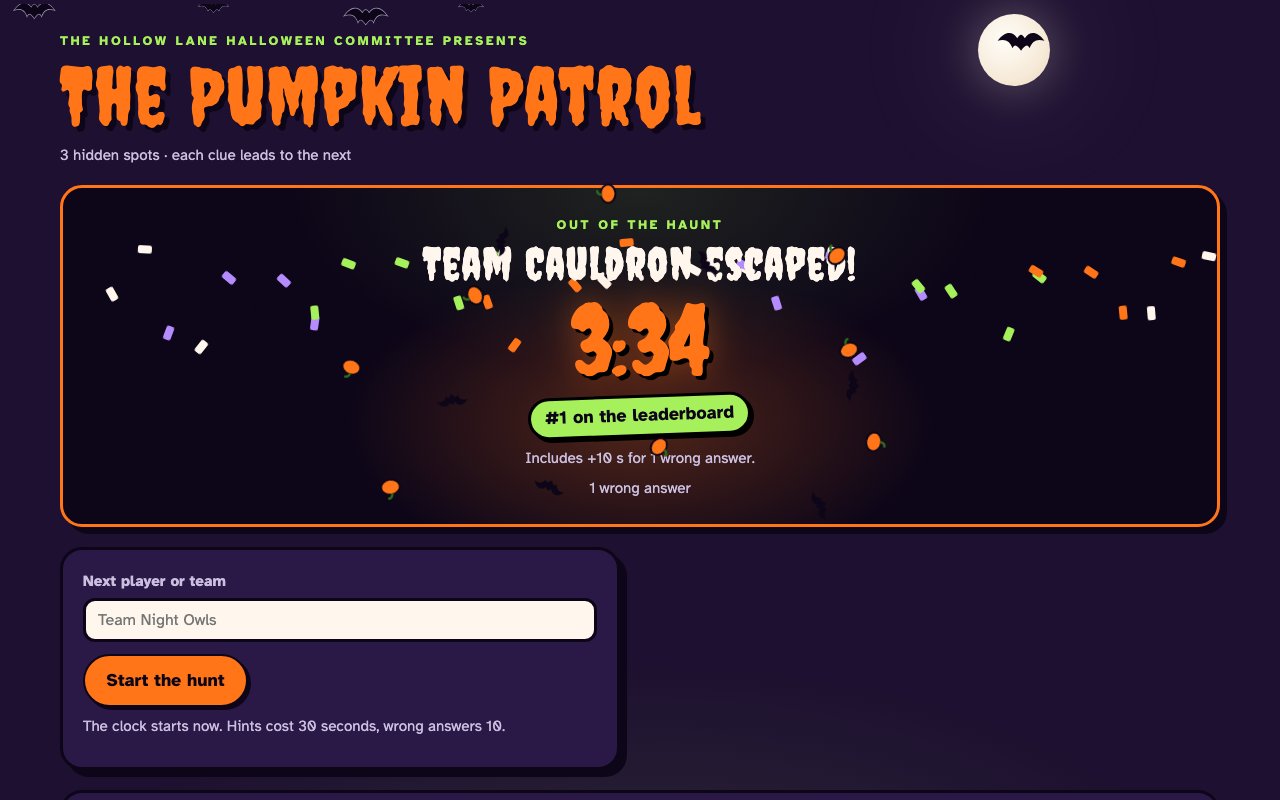 THE HOLLOW LANE HALLOWEEN COMMITTEE PRESENTS
THE PUMPKIN PATROL
3 hidden spots · each clue leads to the next
OUT OF THE HAUNT
TEAM CAULDRON ESCAPED!
3:34
#1 on the leaderboard
Includes +10 s for 1 wrong answer.
1 wrong answer
Next player or team
Team Night Owls
Start the hunt
The clock starts now. Hints cost 30 seconds, wrong answers 10.